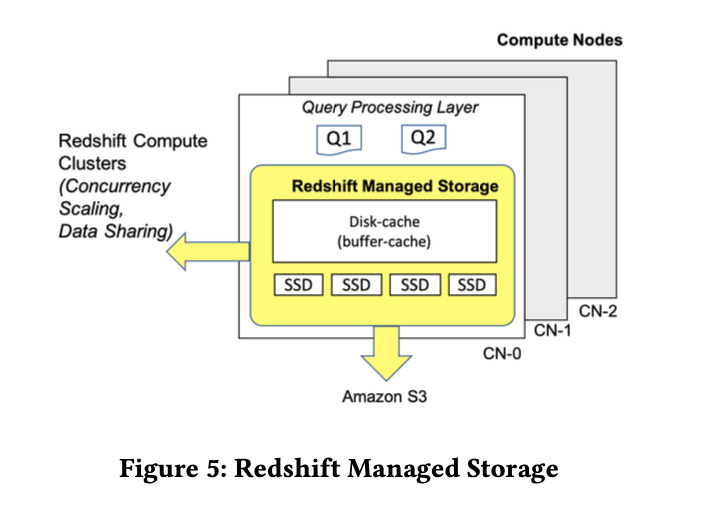 Compute Nodes
Query Processing Layer
Q1
Q2
Redshift Compute
Clusters
(Concurrency
Scaling,
Data Sharing)
Redshift Managed Storage
Disk-cache
(buffer-cache)
SSD SSD SSD SSD
CN-2
CN-1
CN-0
Amazon S3
Figure 5: Redshift Managed Storage